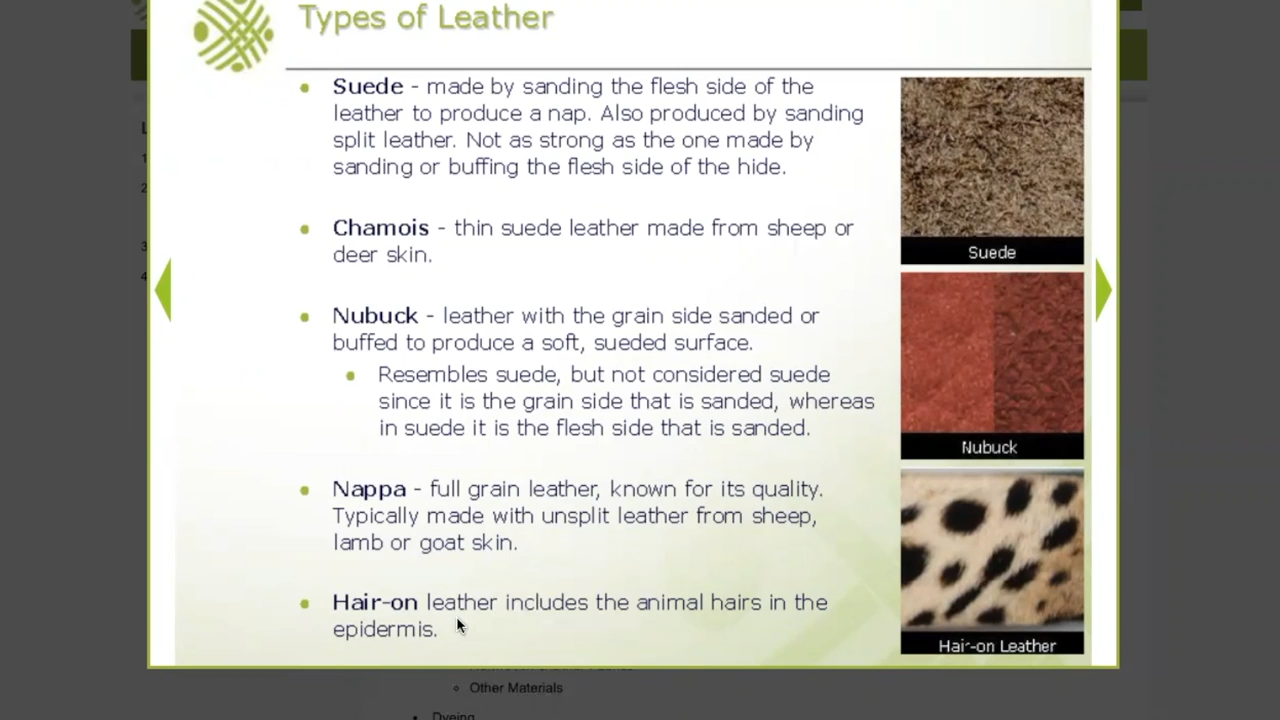 Types of Leather
Suede - made by sanding the flesh side of the
leather to produce a nap. Also produced by sanding
split leather. Not as strong as the one made by
sanding or buffing the flesh side of the hide.
Chamois - thin suede leather made from sheep or
deer skin.
Nubuck - leather with the grain side sanded or
buffed to produce a soft, sueded surface.
Resembles suede, but not considered suede
since it is the grain side that is sanded, whereas
in suede it is the flesh side that is sanded.
Nappa - full grain leather, known for its quality.
Typically made with unsplit leather from sheep,
lamb or goat skin.
Hair-on leather includes the animal hairs in the
epidermis.
Suede
Nubuck
Hair-on Leather
Other Materials
Dyeing